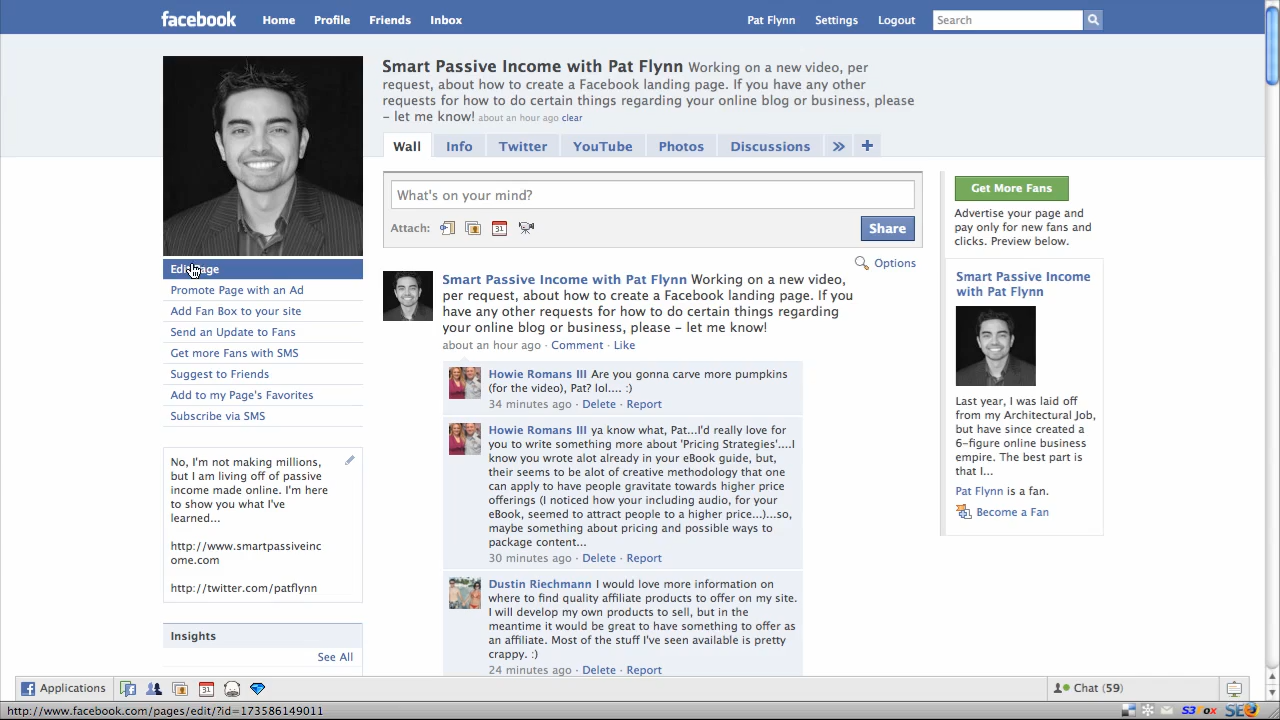 facebook Home Profile Friends Inbox Pat Flynn Settings Logout Search
Smart Passive Income with Pat Flynn Working on a new video, per
request, about how to create a Facebook landing page. If you have any other
requests for how to do certain things regarding your online blog or business, please
– let me know! about an hour ago clear
Wall Info Twitter YouTube Photos Discussions » +
What's on your mind?
Attach: 31 Share
Options
Edit Page
Promote Page with an Ad
Add Fan Box to your site
Send an Update to Fans
Get more Fans with SMS
Suggest to Friends
Add to my Page's Favorites
Subscribe via SMS
No, I'm not making millions,
but I am living off of passive
income made online. I'm here
to show you what I've
learned...
http://www.smartpassiveinc
ome.com
http://twitter.com/patflynn
Insights
See All
Smart Passive Income with Pat Flynn Working on a new video,
per request, about how to create a Facebook landing page. If you
have any other requests for how to do certain things regarding
your online blog or business, please – let me know!
about an hour ago · Comment · Like
Howie Romans III Are you gonna carve more pumpkins
(for the video), Pat? lol.... :)
34 minutes ago · Delete · Report
Howie Romans III ya know what, Pat...I'd really love for
you to write something more about 'Pricing Strategies'....I
know you wrote alot already in your eBook guide, but,
their seems to be alot of creative methodology that one
can apply to have people gravitate towards higher price
offerings (I noticed how your including audio, for your
eBook, seemed to attract people to a higher price...)...so,
maybe something about pricing and possible ways to
package content...
30 minutes ago · Delete · Report
Dustin Riechmann I would love more information on
where to find quality affiliate products to offer on my site.
I will develop my own products to sell, but in the
meantime it would be great to have something to offer as
an affiliate. Most of the stuff I've seen available is pretty
crappy. :)
24 minutes ago · Delete · Report
Get More Fans
Advertise your page and
pay only for new fans and
clicks. Preview below.
Smart Passive Income
with Pat Flynn
Last year, I was laid off
from my Architectural Job,
but have since created a
6-figure online business
empire. The best part is
that I...
Pat Flynn is a fan.
Become a Fan
Applications 31 Chat (59)
http://www.facebook.com/pages/edit/?id=173586149011 S3Fox SEO